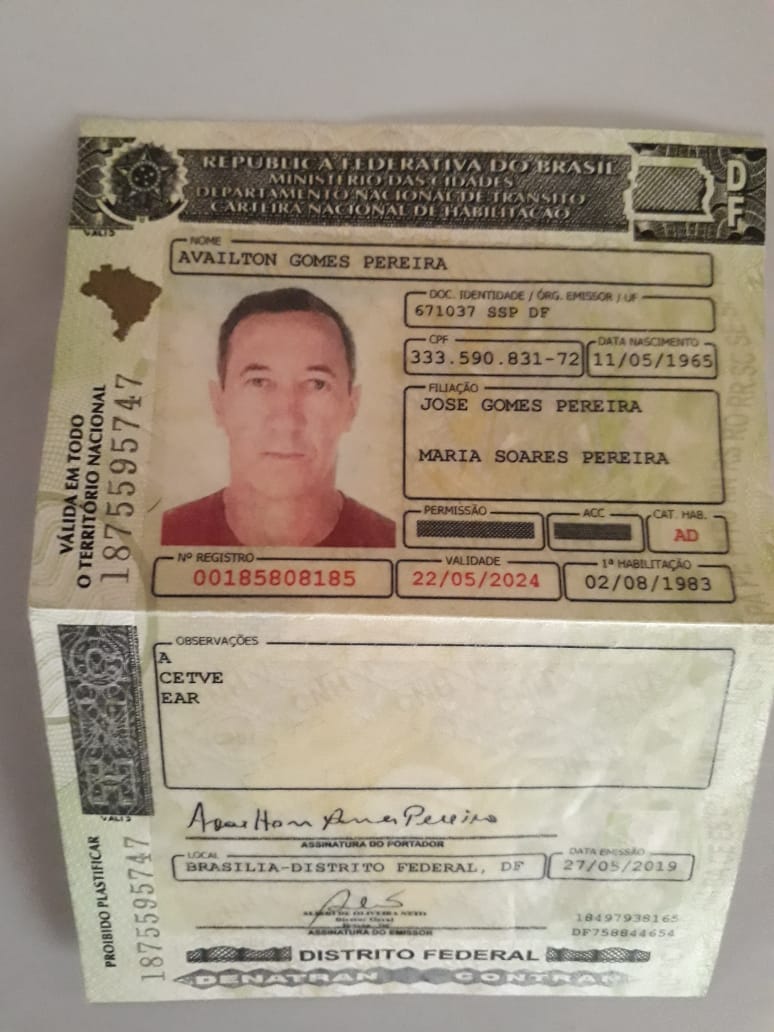 REPÚBLICA FEDERATIVA DO BRASIL
MINISTÉRIO DAS CIDADES
DEPARTAMENTO NACIONAL DE TRÂNSITO
CARTEIRA NACIONAL DE HABILITAÇÃO
DF
NOME
AVAILTON GOMES PEREIRA
DOC. IDENTIDADE / ÓRG. EMISSOR / UF
671037 SSP DF
CPF
333.590.831-72
DATA NASCIMENTO
11/05/1965
FILIAÇÃO
JOSE GOMES PEREIRA
MARIA SOARES PEREIRA
PERMISSÃO
ACC
CAT. HAB.
AD
Nº REGISTRO
00185808185
VALIDADE
22/05/2024
1ª HABILITAÇÃO
02/08/1983
VÁLIDA EM TODO
O TERRITÓRIO NACIONAL
1875595747
OBSERVAÇÕES
A
CETVE
EAR
ASSINATURA DO PORTADOR
LOCAL
BRASILIA-DISTRITO FEDERAL, DF
DATA EMISSÃO
27/05/2019
ASSINATURA DO EMISSOR
18497938165
DF758844654
PROIBIDO PLASTIFICAR
1875595747
DISTRITO FEDERAL
DENATRAN CONTRAN